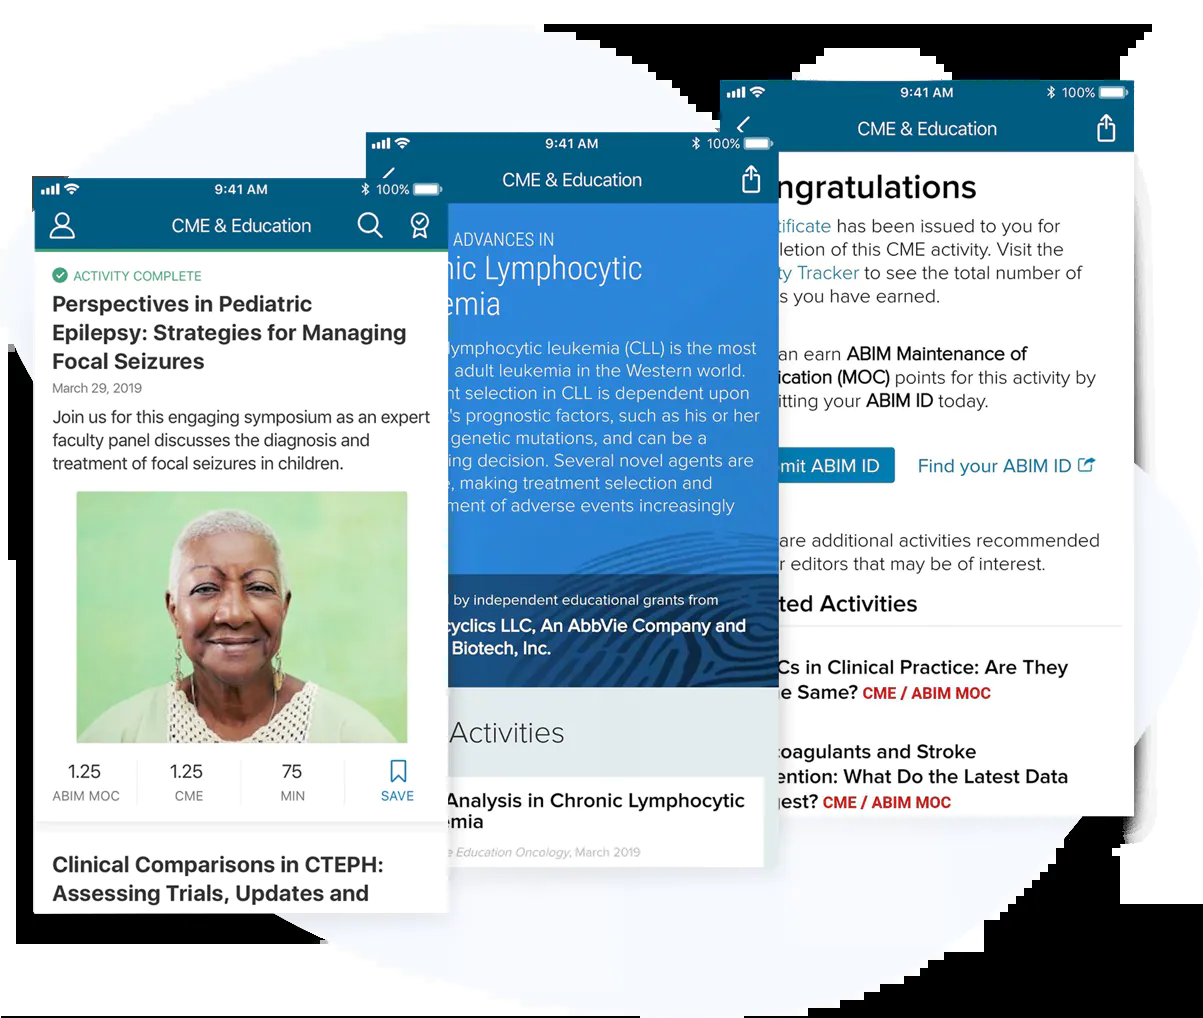 9:41 AM
100%
CME & Education
ACTIVITY COMPLETE
Perspectives in Pediatric
Epilepsy: Strategies for Managing
Focal Seizures
March 29, 2019
Join us for this engaging symposium as an expert
faculty panel discusses the diagnosis and
treatment of focal seizures in children.
1.25
ABIM MOC
1.25
CME
75
MIN
SAVE
Clinical Comparisons in CTEPH:
Assessing Trials, Updates and
9:41 AM
100%
CME & Education
ADVANCES IN
nic Lymphocytic
emia
lymphocytic leukemia (CLL) is the most
adult leukemia in the Western world.
nt selection in CLL is dependent upon
's prognostic factors, such as his or her
genetic mutations, and can be a
ing decision. Several novel agents are
, making treatment selection and
ment of adverse events increasingly
by independent educational grants from
cyclics LLC, An AbbVie Company and
Biotech, Inc.
Activities
Analysis in Chronic Lymphocytic
emia
e Education Oncology, March 2019
9:41 AM
100%
CME & Education
ngratulations
tificate has been issued to you for
letion of this CME activity. Visit the
ty Tracker to see the total number of
s you have earned.
an earn ABIM Maintenance of
ication (MOC) points for this activity by
itting your ABIM ID today.
mit ABIM ID
Find your ABIM ID
are additional activities recommended
r editors that may be of interest.
ted Activities
Cs in Clinical Practice: Are They
e Same? CME / ABIM MOC
coagulants and Stroke
ention: What Do the Latest Data
gest? CME / ABIM MOC